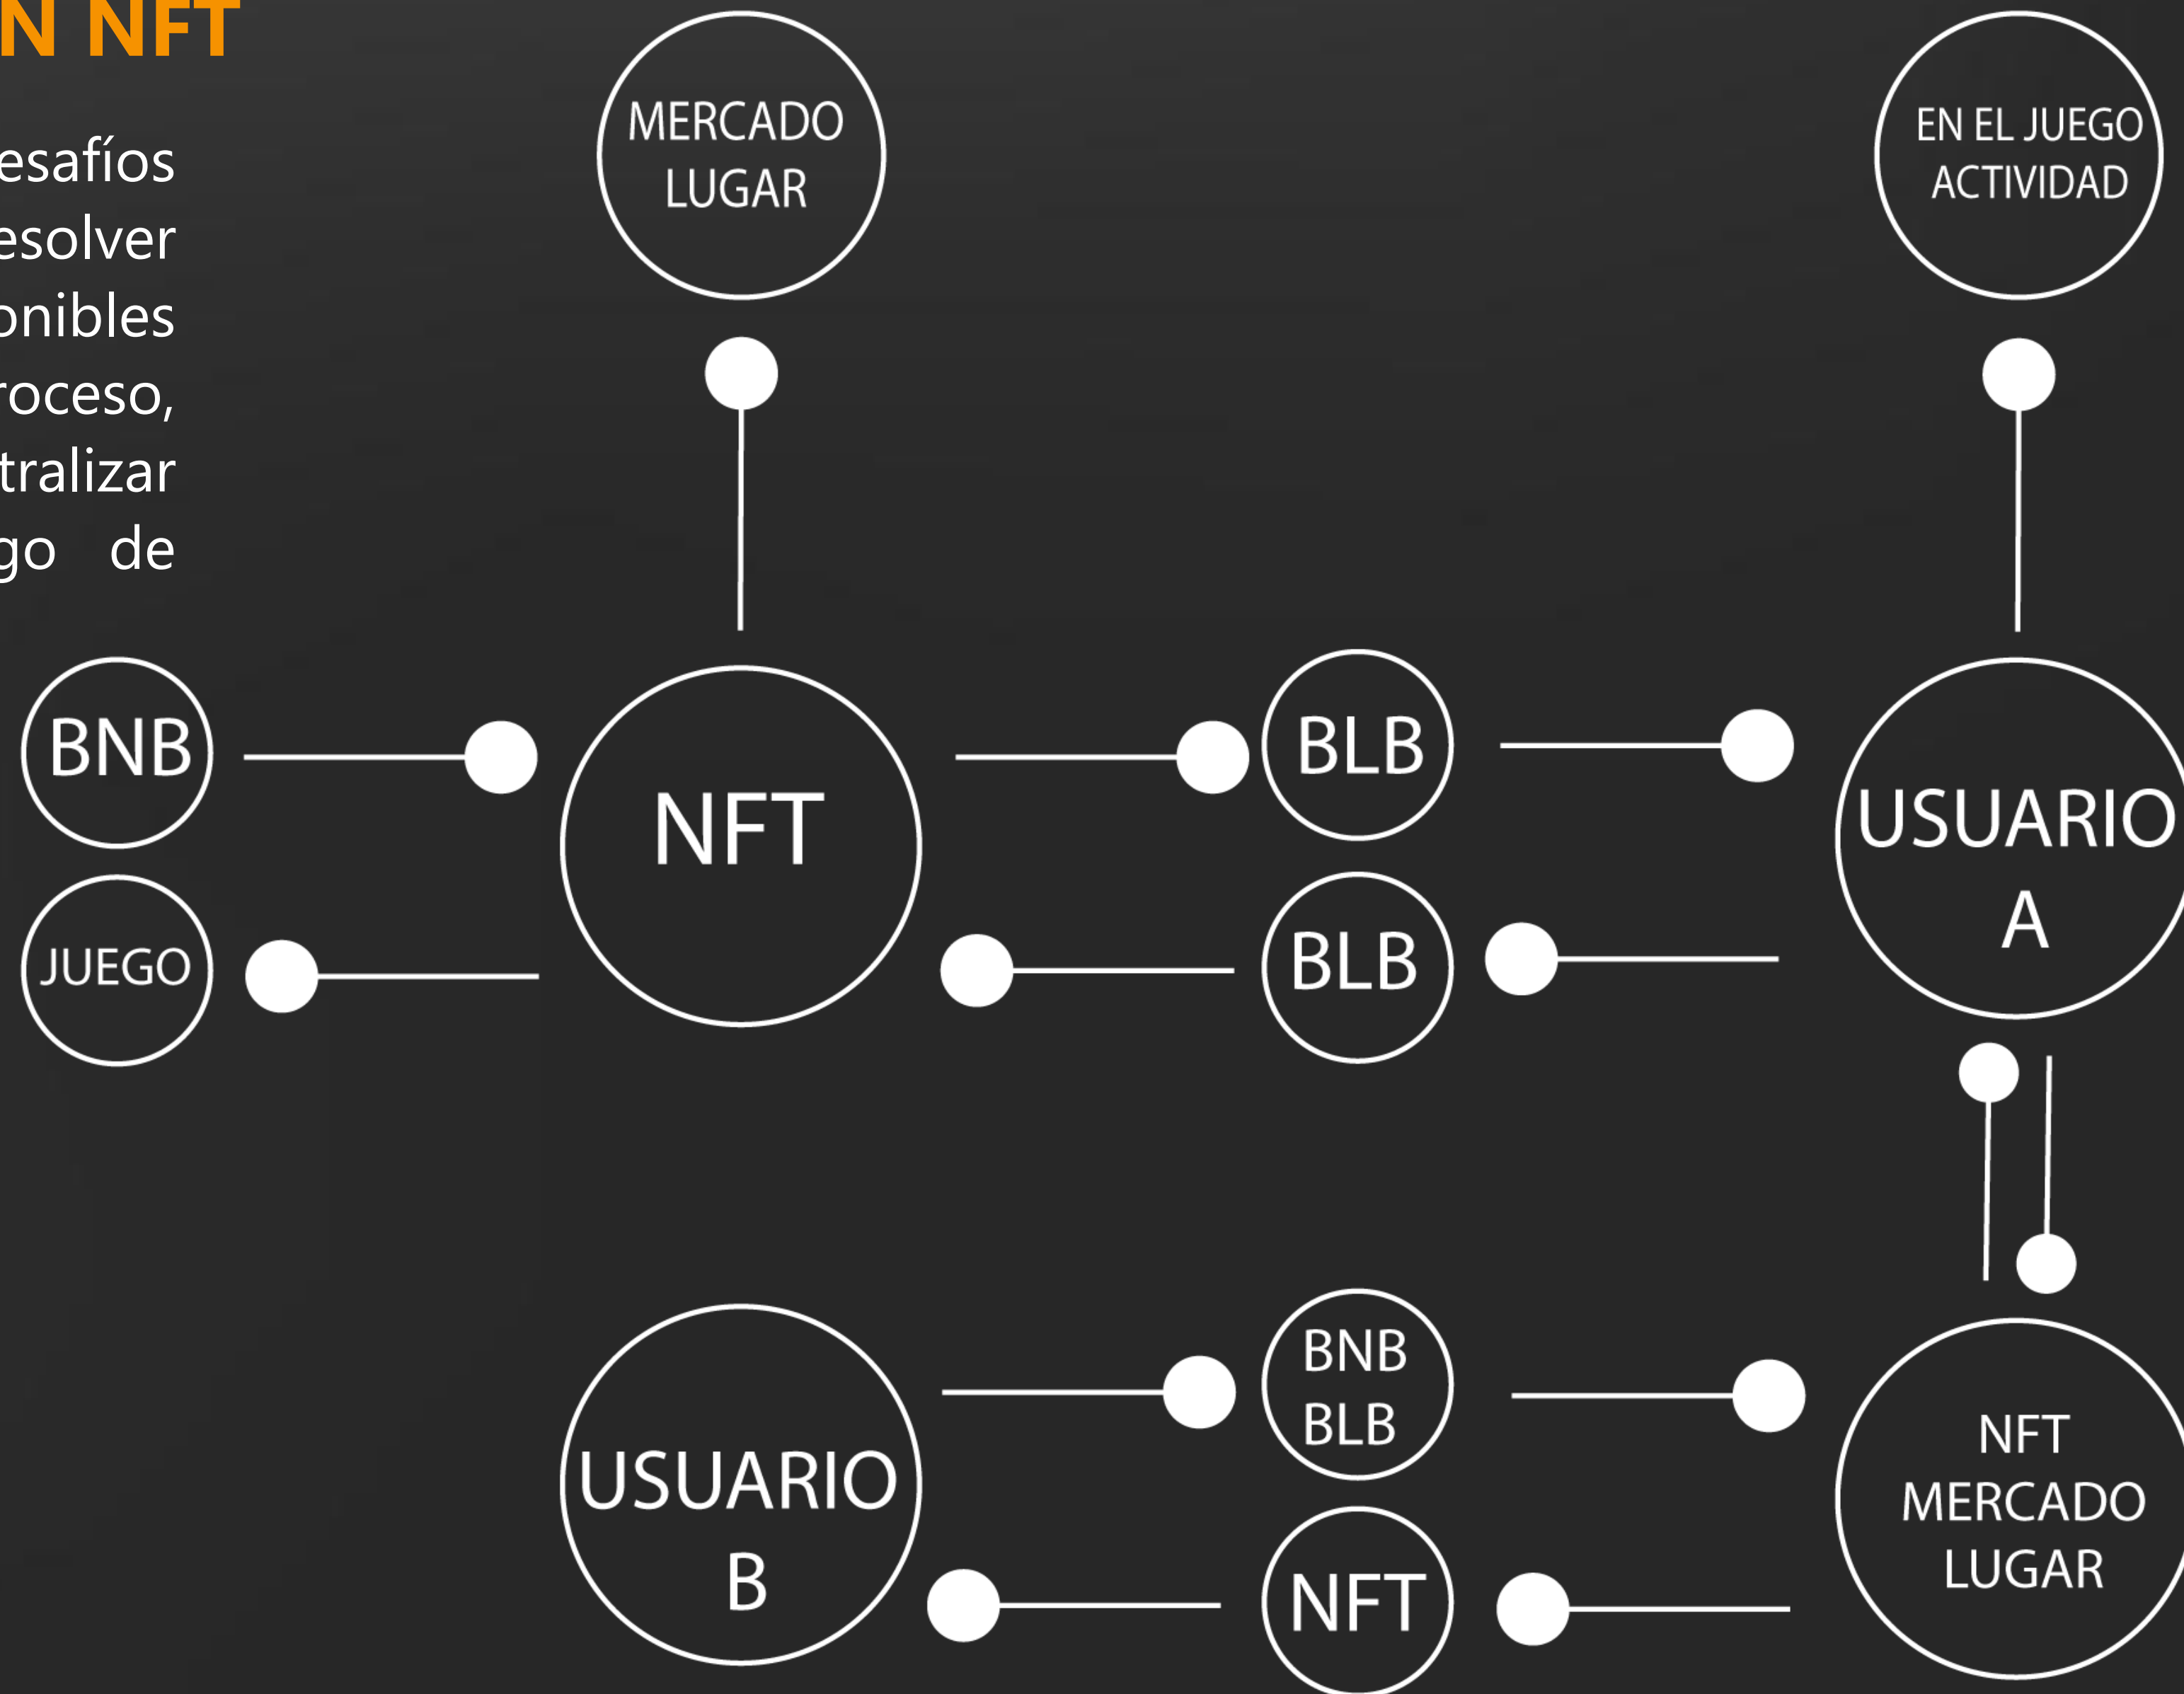 N NFT
esafíos
esolver
onibles
roceso,
tralizar
go de
MERCADO
LUGAR
EN EL JUEGO
ACTIVIDAD
BNB
NFT
BLB
USUARIO
A
JUEGO
BLB
USUARIO
B
BNB
BLB
NFT
MERCADO
LUGAR
NFT